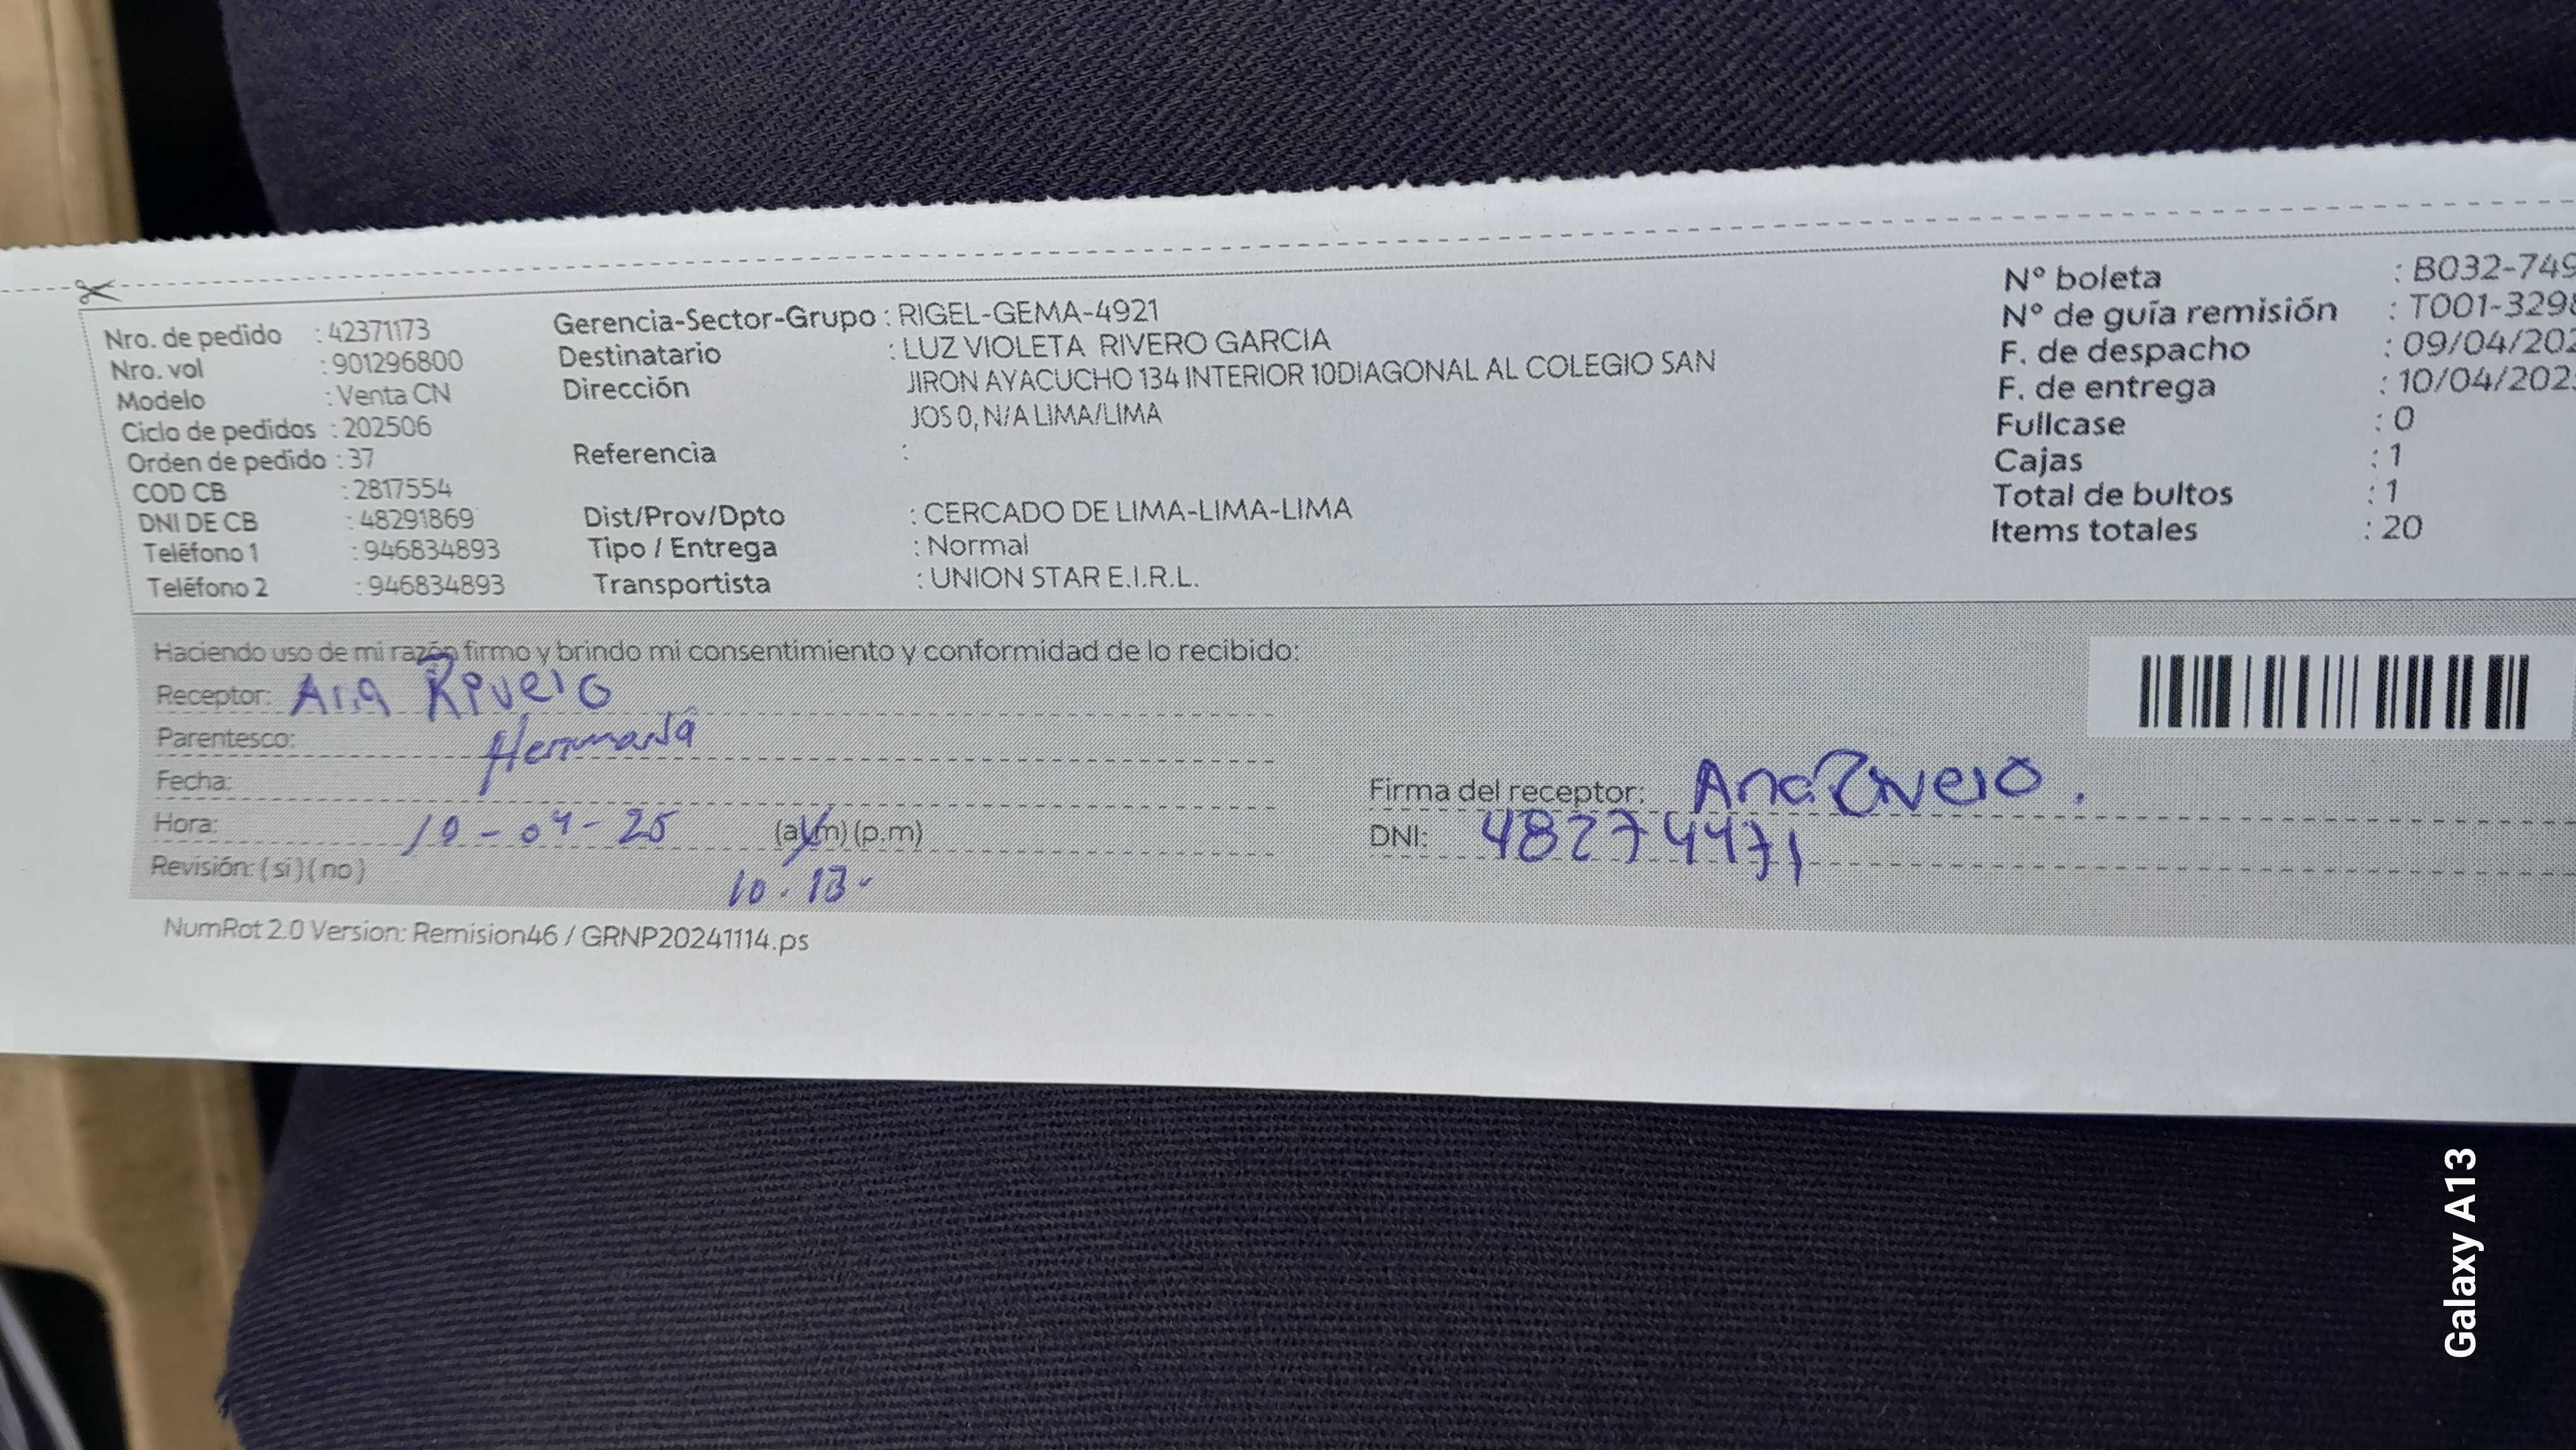 Nro. de pedido : 42371173
Nro. vol : 901296800
Modelo : Venta CN
Ciclo de pedidos : 202506
Orden de pedido : 37
COD CB : 2817554
DNI DE CB : 48291869
Teléfono 1 : 946834893
Teléfono 2 : 946834893
Gerencia-Sector-Grupo : RIGEL-GEMA-4921
Destinatario : LUZ VIOLETA RIVERO GARCIA
Dirección JIRON AYACUCHO 134 INTERIOR 10DIAGONAL AL COLEGIO SAN
JOS 0, N/A LIMA/LIMA
Referencia :
Dist/Prov/Dpto : CERCADO DE LIMA-LIMA-LIMA
Tipo / Entrega : Normal
Transportista : UNION STAR E.I.R.L.
N° boleta : B032-749
N° de guía remisión : T001-3298
F. de despacho : 09/04/202
F. de entrega : 10/04/202
Fullcase : 0
Cajas : 1
Total de bultos : 1
Items totales : 20
Haciendo uso de mi razón firmo y brindo mi consentimiento y conformidad de lo recibido:
Receptor: Ana Rivero
Parentesco: Hermana
Fecha:
Hora: 10-04-25 (a.m) (p.m)
Revisión: ( si ) ( no ) 10.13
Firma del receptor: Ana Rivero.
DNI: 48274471
NumRot 2.0 Version: Remision46 / GRNP20241114.ps
Galaxy A13